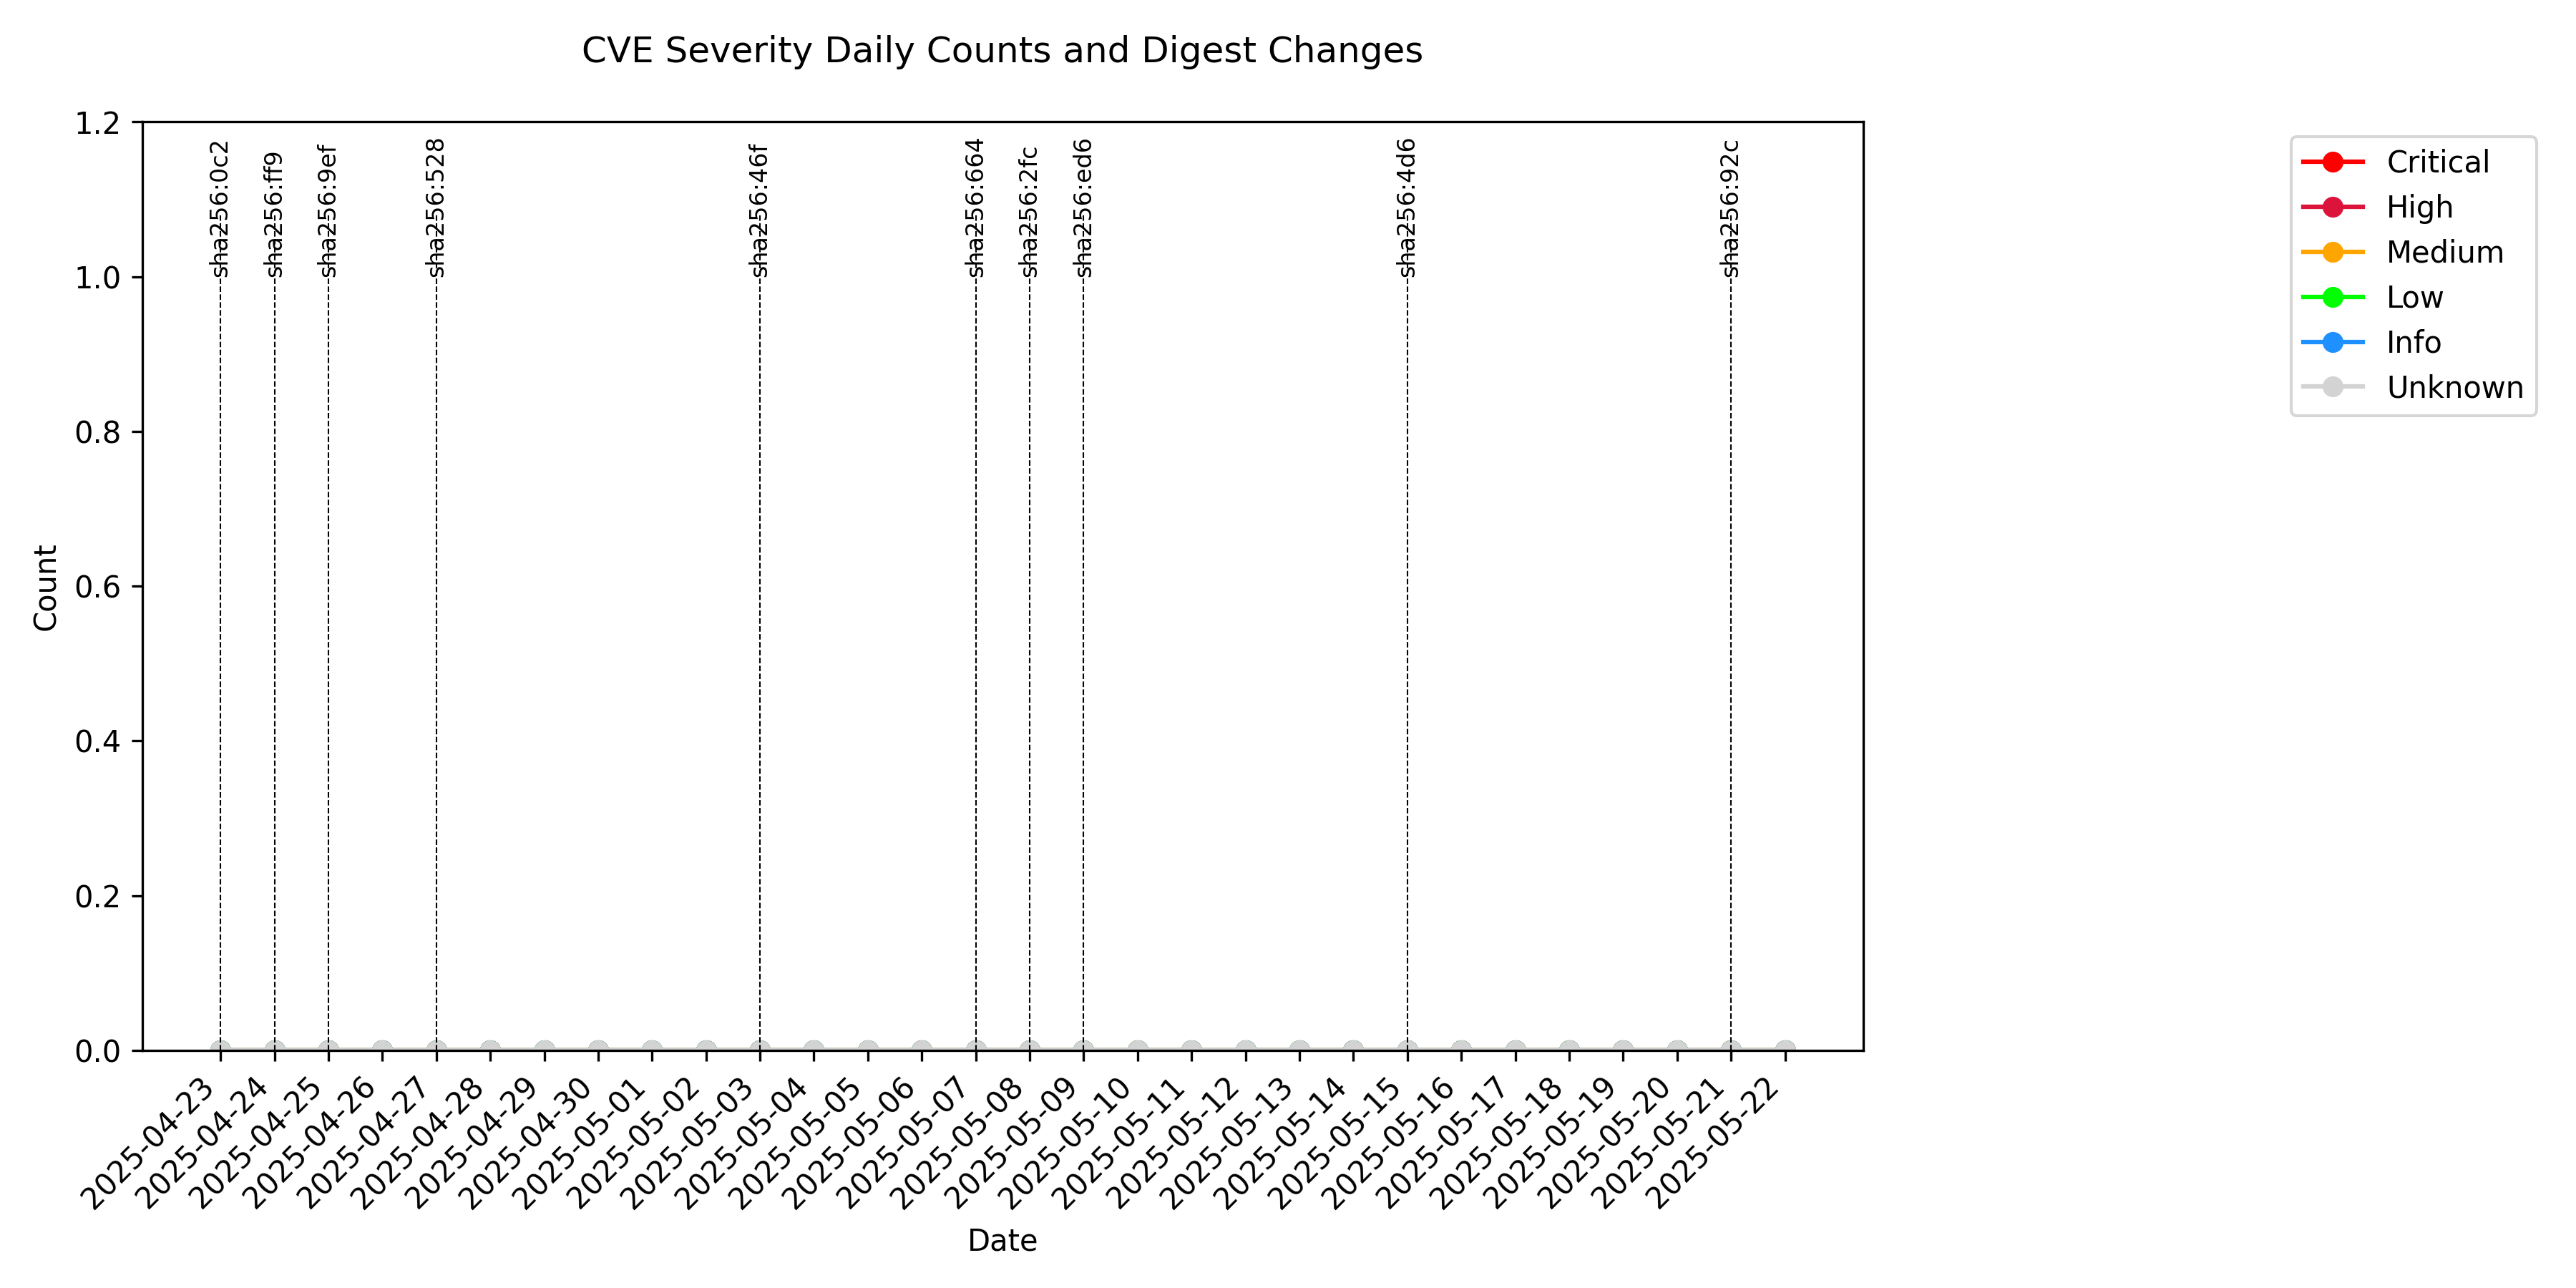 CVE Severity Daily Counts and Digest Changes
1.2
1.0
0.8
0.6
0.4
0.2
0.0
Count
sha256:0c2
sha256:ff9
sha256:9ef
sha256:528
sha256:46f
sha256:664
sha256:2fc
sha256:ed6
sha256:4d6
sha256:92c
Critical
High
Medium
Low
Info
Unknown
2025-04-23
2025-04-24
2025-04-25
2025-04-26
2025-04-27
2025-04-28
2025-04-29
2025-04-30
2025-05-01
2025-05-02
2025-05-03
2025-05-04
2025-05-05
2025-05-06
2025-05-07
2025-05-08
2025-05-09
2025-05-10
2025-05-11
2025-05-12
2025-05-13
2025-05-14
2025-05-15
2025-05-16
2025-05-17
2025-05-18
2025-05-19
2025-05-20
2025-05-21
2025-05-22
Date